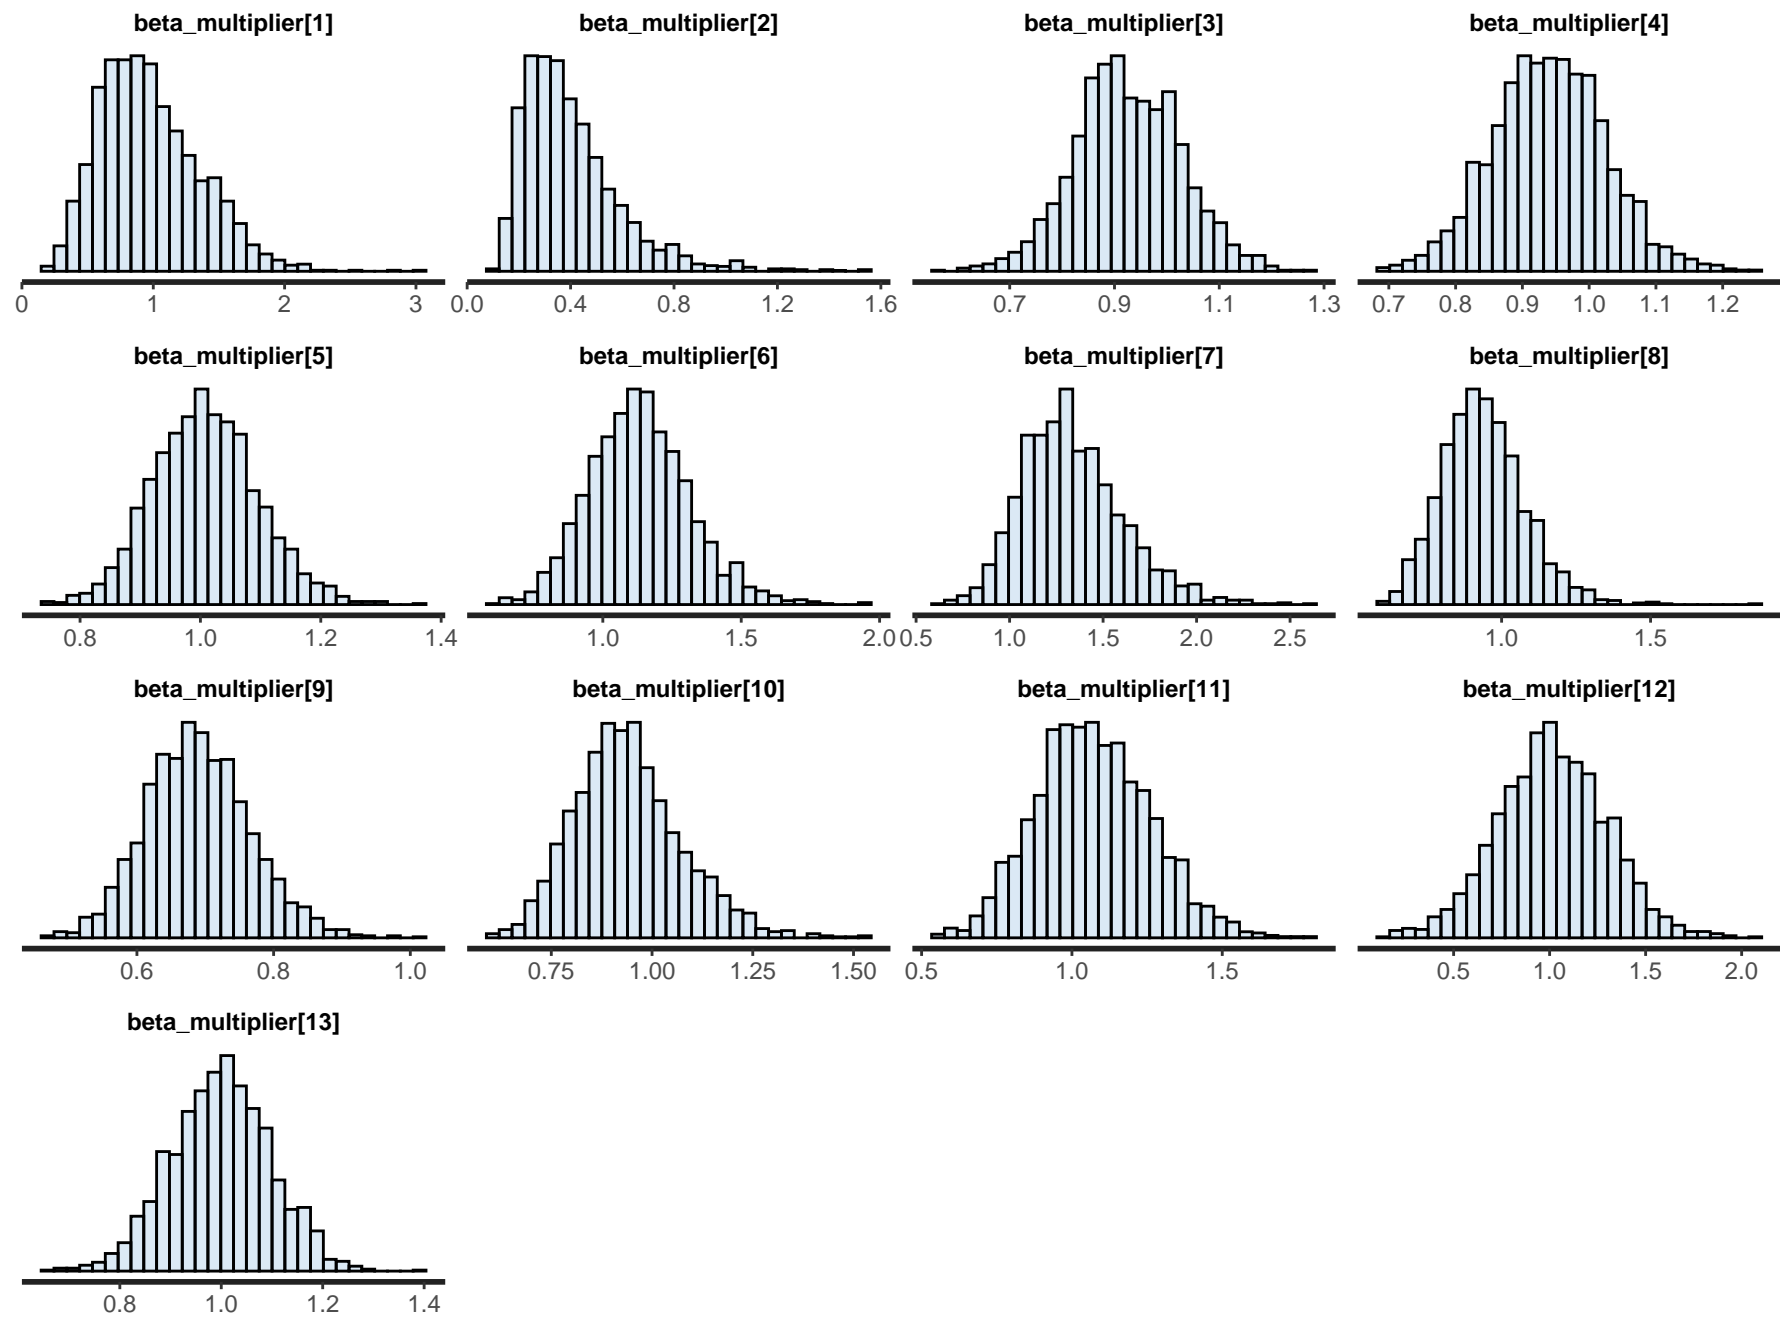 beta_multiplier[1] beta_multiplier[2] beta_multiplier[3] beta_multiplier[4]
0 1 2 3 0.0 0.4 0.8 1.2 1.6 0.7 0.9 1.1 1.3 0.7 0.8 0.9 1.0 1.1 1.2
beta_multiplier[5] beta_multiplier[6] beta_multiplier[7] beta_multiplier[8]
0.8 1.0 1.2 1.4 1.0 1.5 2.0 0.5 1.0 1.5 2.0 2.5 1.0 1.5
beta_multiplier[9] beta_multiplier[10] beta_multiplier[11] beta_multiplier[12]
0.6 0.8 1.0 0.75 1.00 1.25 1.50 0.5 1.0 1.5 0.5 1.0 1.5 2.0
beta_multiplier[13]
0.8 1.0 1.2 1.4